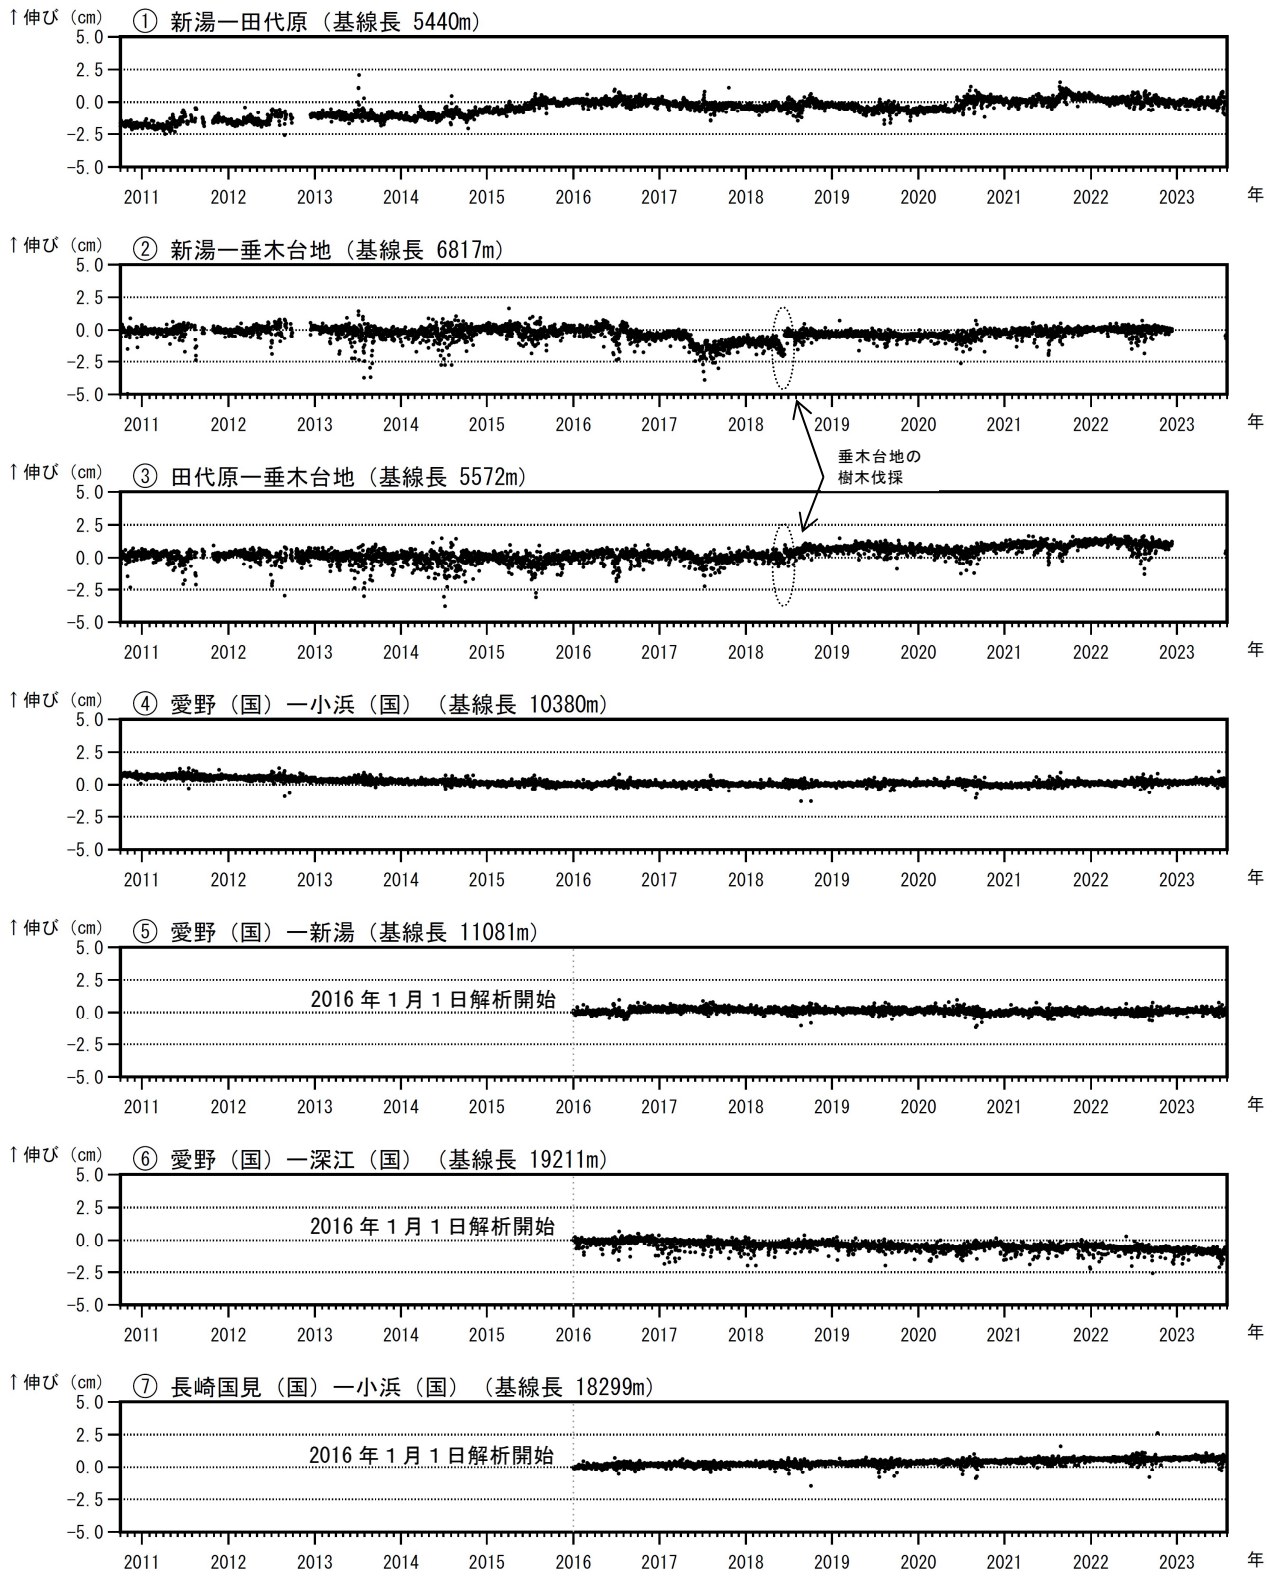 ↑伸び（cm） ① 新湯ー田代原（基線長 5440m）
5.0
2.5
0.0
−2.5
−5.0
2011 2012 2013 2014 2015 2016 2017 2018 2019 2020 2021 2022 2023 年
↑伸び（cm） ② 新湯ー垂木台地（基線長 6817m）
5.0
2.5
0.0
−2.5
−5.0
2011 2012 2013 2014 2015 2016 2017 2018 2019 2020 2021 2022 2023 年
垂木台地の
樹木伐採
↑伸び（cm） ③ 田代原ー垂木台地（基線長 5572m）
5.0
2.5
0.0
−2.5
−5.0
2011 2012 2013 2014 2015 2016 2017 2018 2019 2020 2021 2022 2023 年
↑伸び（cm） ④ 愛野（国）ー小浜（国）（基線長 10380m）
5.0
2.5
0.0
−2.5
−5.0
2011 2012 2013 2014 2015 2016 2017 2018 2019 2020 2021 2022 2023 年
↑伸び（cm） ⑤ 愛野（国）ー新湯（基線長 11081m）
5.0
2.5
2016年１月１日解析開始
0.0
−2.5
−5.0
2011 2012 2013 2014 2015 2016 2017 2018 2019 2020 2021 2022 2023 年
↑伸び（cm） ⑥ 愛野（国）ー深江（国）（基線長 19211m）
5.0
2.5
2016年１月１日解析開始
0.0
−2.5
−5.0
2011 2012 2013 2014 2015 2016 2017 2018 2019 2020 2021 2022 2023 年
↑伸び（cm） ⑦ 長崎国見（国）ー小浜（国）（基線長 18299m）
5.0
2.5
2016年１月１日解析開始
0.0
−2.5
−5.0
2011 2012 2013 2014 2015 2016 2017 2018 2019 2020 2021 2022 2023 年